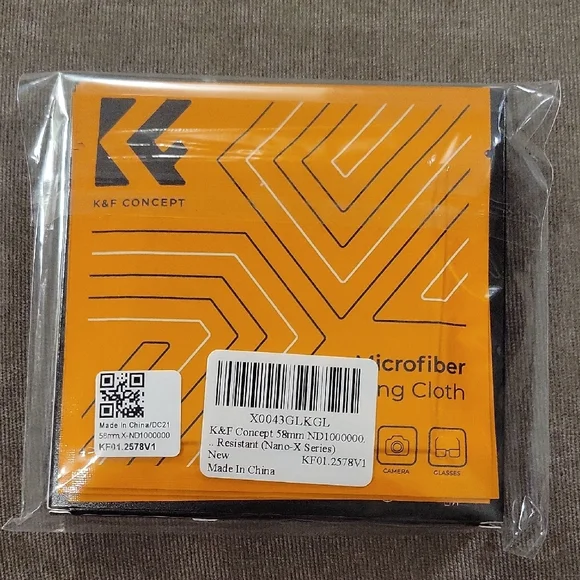 K&F CONCEPT
Microfiber
Cloth
Made In China/DC21
58mm,X-ND1000000
KF01.2578V1
X0043GLKGL
K&F Concept 58mm ND1000000.
.. Resistant (Nano-X Series)
New KF01.2578V1
Made In China
CAMERA
GLASSES